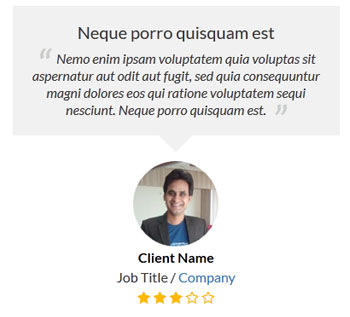 Neque porro quisquam est
“ Nemo enim ipsam voluptatem quia voluptas sit
aspernatur aut odit aut fugit, sed quia consequuntur
magni dolores eos qui ratione voluptatem sequi
nesciunt. Neque porro quisquam est. ”
Client Name
Job Title / Company